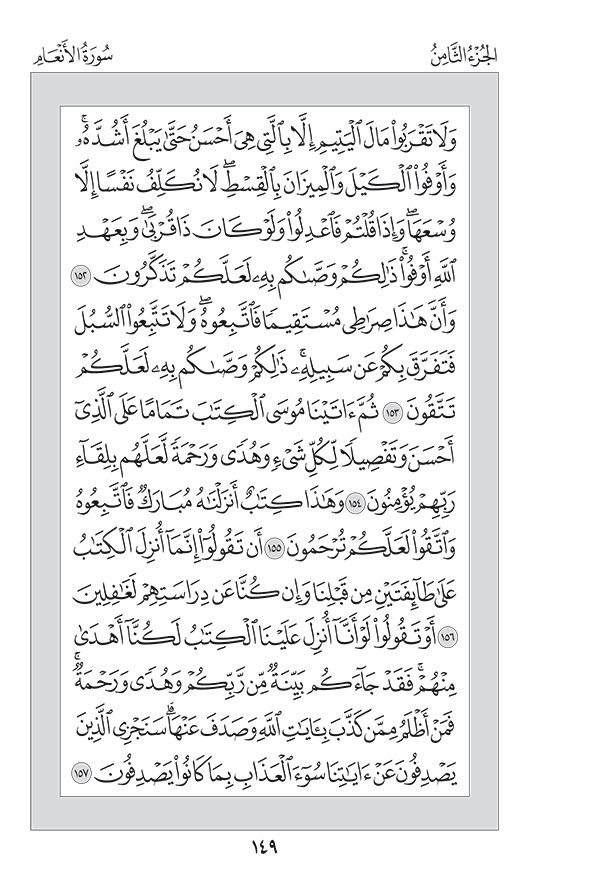 الجُزْءُ الثَّامِنُ
سُورَةُ الأَنْعَامِ
وَلَا تَقْرَبُوا۟ مَالَ ٱلْيَتِيمِ إِلَّا بِٱلَّتِى هِىَ أَحْسَنُ حَتَّىٰ يَبْلُغَ أَشُدَّهُۥ ۚ
وَأَوْفُوا۟ ٱلْكَيْلَ وَٱلْمِيزَانَ بِٱلْقِسْطِ ۖ لَا نُكَلِّفُ نَفْسًا إِلَّا
وُسْعَهَا ۖ وَإِذَا قُلْتُمْ فَٱعْدِلُوا۟ وَلَوْ كَانَ ذَا قُرْبَىٰ ۖ وَبِعَهْدِ
ٱللَّهِ أَوْفُوا۟ ۚ ذَٰلِكُمْ وَصَّىٰكُم بِهِۦ لَعَلَّكُمْ تَذَكَّرُونَ ١٥٢
وَأَنَّ هَٰذَا صِرَٰطِى مُسْتَقِيمًا فَٱتَّبِعُوهُ ۖ وَلَا تَتَّبِعُوا۟ ٱلسُّبُلَ
فَتَفَرَّقَ بِكُمْ عَن سَبِيلِهِۦ ۚ ذَٰلِكُمْ وَصَّىٰكُم بِهِۦ لَعَلَّكُمْ
تَتَّقُونَ ١٥٣ ثُمَّ ءَاتَيْنَا مُوسَى ٱلْكِتَٰبَ تَمَامًا عَلَى ٱلَّذِىٓ
أَحْسَنَ وَتَفْصِيلًا لِّكُلِّ شَىْءٍ وَهُدًى وَرَحْمَةً لَّعَلَّهُم بِلِقَآءِ
رَبِّهِمْ يُؤْمِنُونَ ١٥٤ وَهَٰذَا كِتَٰبٌ أَنزَلْنَٰهُ مُبَارَكٌ فَٱتَّبِعُوهُ
وَٱتَّقُوا۟ لَعَلَّكُمْ تُرْحَمُونَ ١٥٥ أَن تَقُولُوٓا۟ إِنَّمَآ أُنزِلَ ٱلْكِتَٰبُ
عَلَىٰ طَآئِفَتَيْنِ مِن قَبْلِنَا وَإِن كُنَّا عَن دِرَاسَتِهِمْ لَغَٰفِلِينَ
١٥٦ أَوْ تَقُولُوا۟ لَوْ أَنَّآ أُنزِلَ عَلَيْنَا ٱلْكِتَٰبُ لَكُنَّآ أَهْدَىٰ
مِنْهُمْ ۚ فَقَدْ جَآءَكُم بَيِّنَةٌ مِّن رَّبِّكُمْ وَهُدًى وَرَحْمَةٌ ۚ
فَمَنْ أَظْلَمُ مِمَّن كَذَّبَ بِـَٔايَٰتِ ٱللَّهِ وَصَدَفَ عَنْهَا ۗ سَنَجْزِى ٱلَّذِينَ
يَصْدِفُونَ عَنْ ءَايَٰتِنَا سُوٓءَ ٱلْعَذَابِ بِمَا كَانُوا۟ يَصْدِفُونَ ١٥٧
١٤٩